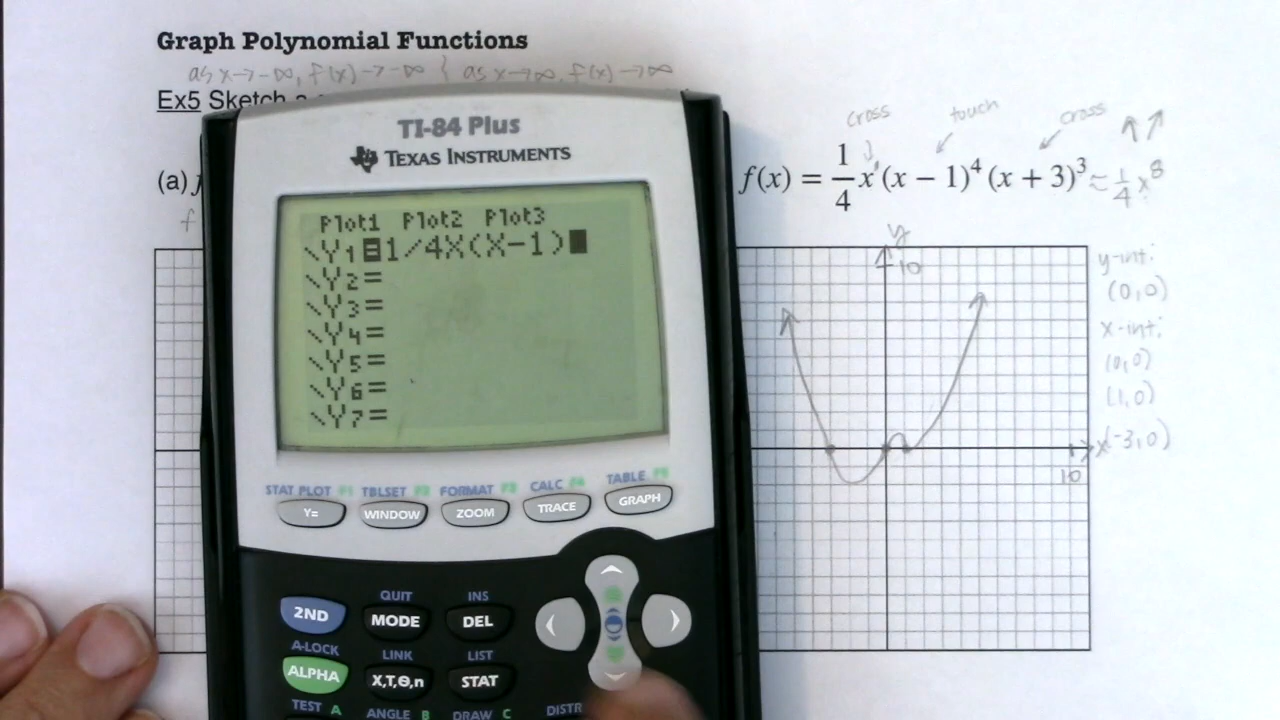 Graph Polynomial Functions
as x→-∞, f(x)→-∞ { as x→∞, f(x)→∞
Ex5 Sketch a
(a) f
f
TI-84 Plus
TEXAS INSTRUMENTS
Plot1 Plot2 Plot3
\Y1=1/4X(X-1)
\Y2=
\Y3=
\Y4=
\Y5=
\Y6=
\Y7=
STAT PLOT F1 TBLSET F2 FORMAT F3 CALC F4 TABLE F5
Y= WINDOW ZOOM TRACE GRAPH
QUIT INS
2ND MODE DEL
A-LOCK LINK LIST
ALPHA X,T,Θ,n STAT
TEST A ANGLE B DRAW C DISTR
cross touch cross ↑ ↗
f(x) = 1/4 x¹(x − 1)⁴(x + 3)³ ≈ 1/4 x⁸
y
10
x
10
y-int:
(0,0)
x-int:
(0,0)
(1,0)
(-3,0)